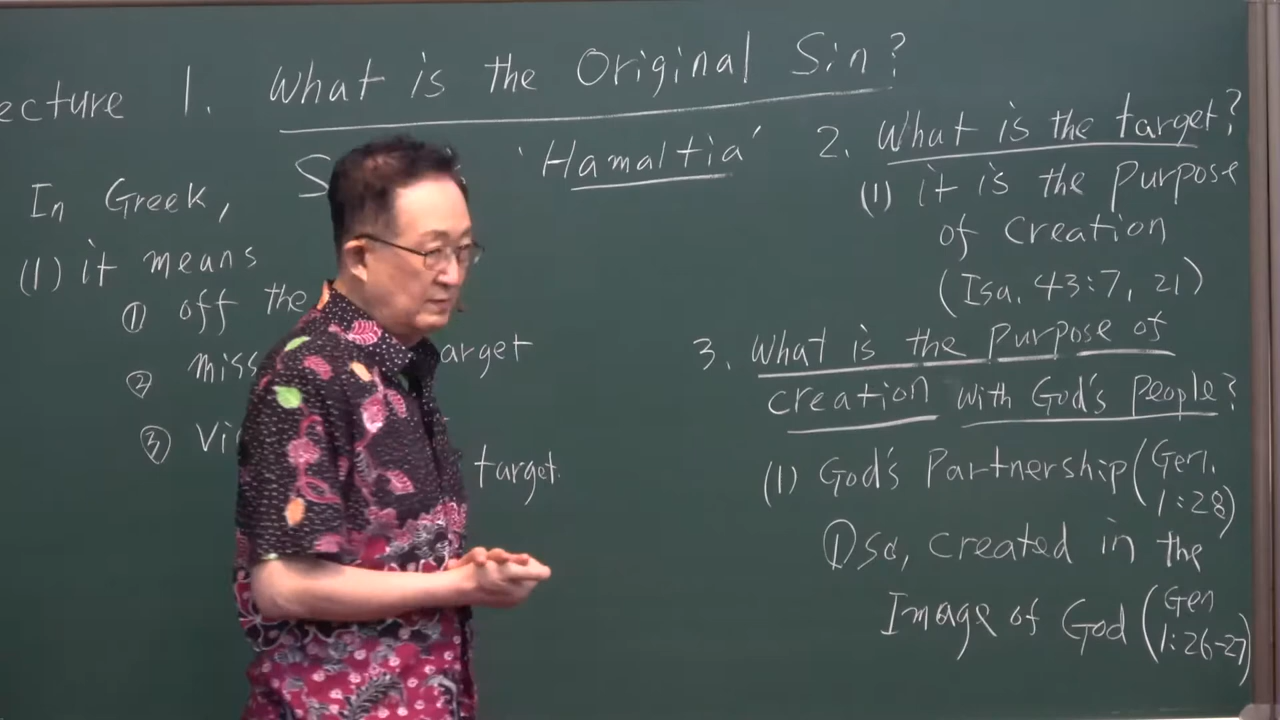 ecture 1. What is the Original Sin?
S 'Hamaltia'
In Greek,
(1) it means
① off the
② miss arget
③ Vi target.
2. What is the target?
(1) it is the purpose
of Creation
(Isa. 43:7, 21)
3. What is the purpose of
creation with God's people?
(1) God's Partnership (Gen.
1:28)
① so, created in the
Image of God (Gen
1:26-27)